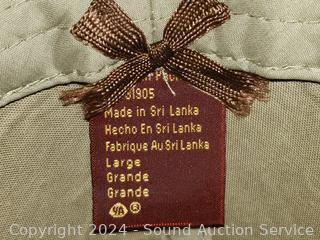 31905
Made in Sri Lanka
Hecho En Sri Lanka
Fabrique Au Sri Lanka
Large
Grande
Grande
Copyright 2024 - Sound Auction Service